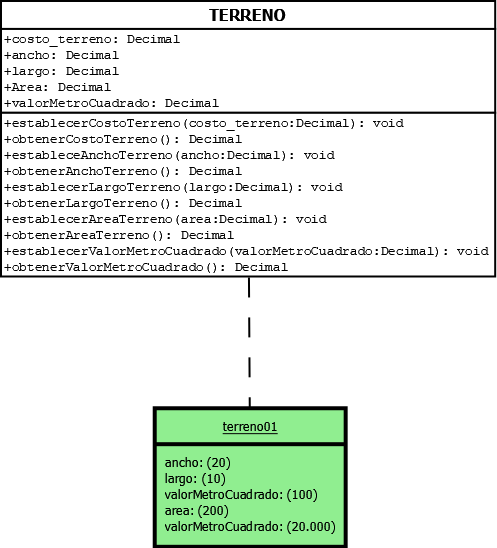 TERRENO
+costo_terreno: Decimal
+ancho: Decimal
+largo: Decimal
+Area: Decimal
+valorMetroCuadrado: Decimal
+establecerCostoTerreno(costo_terreno:Decimal): void
+obtenerCostoTerreno(): Decimal
+estableceAnchoTerreno(ancho:Decimal): void
+obtenerAnchoTerreno(): Decimal
+establecerLargoTerreno(largo:Decimal): void
+obtenerLargoTerreno(): Decimal
+establecerAreaTerreno(area:Decimal): void
+obtenerAreaTerreno(): Decimal
+establecerValorMetroCuadrado(valorMetroCuadrado:Decimal): void
+obtenerValorMetroCuadrado(): Decimal
terreno01
ancho: (20)
largo: (10)
valorMetroCuadrado: (100)
area: (200)
valorMetroCuadrado: (20.000)